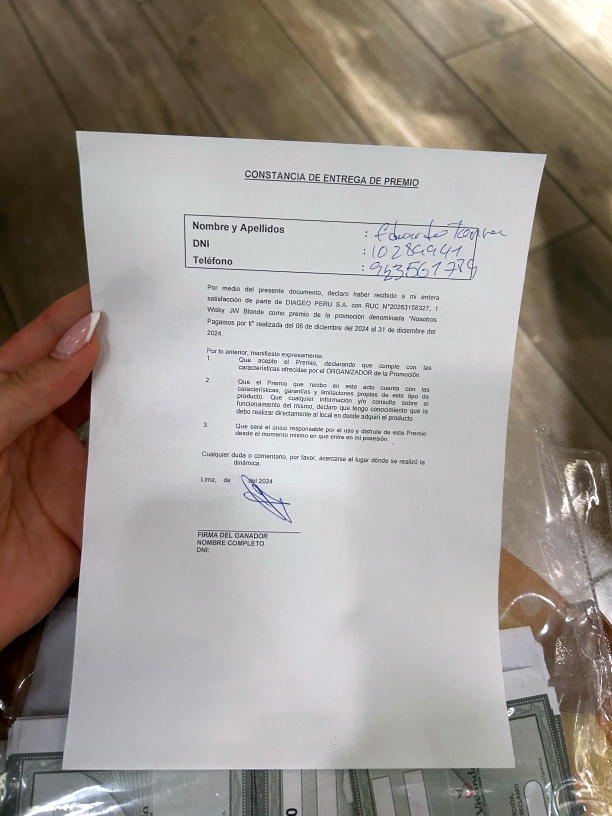 CONSTANCIA DE ENTREGA DE PREMIO
Nombre y Apellidos : Eduardo
DNI : 10289941
Teléfono : 943561784
Por medio del presente documento, declaro haber recibido a mi entera
satisfacción de parte de DIAGEO PERU S.A. con RUC N°20263158327, 1
Wisky JW Blonde como premio de la promoción denominada "Nosotros
Pagamos por ti" realizada del 06 de diciembre del 2024 al 31 de diciembre del
2024.
Por lo anterior, manifiesto expresamente:
1. Que acepto el Premio, declarando que cumple con las
características ofrecidas por el ORGANIZADOR de la Promoción
2. Que el Premio que recibo en este acto cuenta con las
características, garantías y limitaciones propias de este tipo de
producto. Que cualquier información y/o consulta sobre el
funcionamiento del mismo, declaro que tengo conocimiento que la
debo realizar directamente al local en donde adquirí el producto
3. Que seré el único responsable por el uso y disfrute de este Premio
desde el momento mismo en que entre en mi posesión.
Cualquier duda o comentario, por favor, acercarse al lugar donde se realizó la
dinámica.
Lima, de del 2024
FIRMA DEL GANADOR
NOMBRE COMPLETO
DNI: